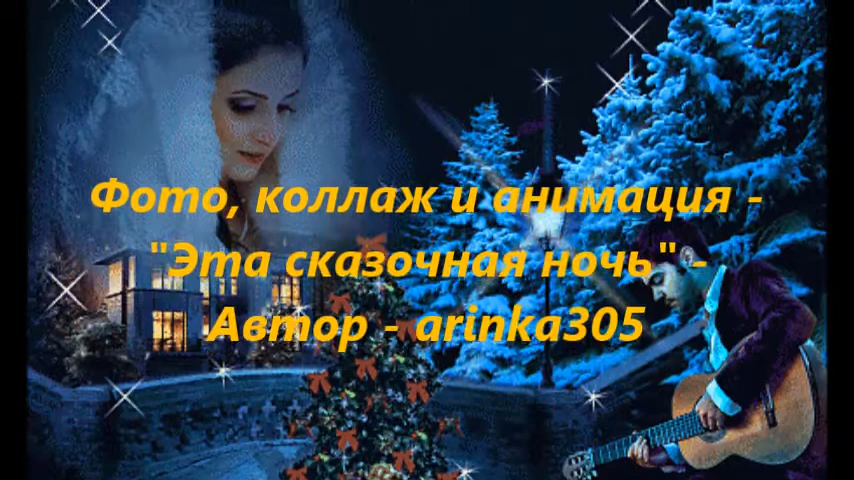 Фото, коллаж и анимация -
"Эта сказочная ночь" -
Автор - arinka305